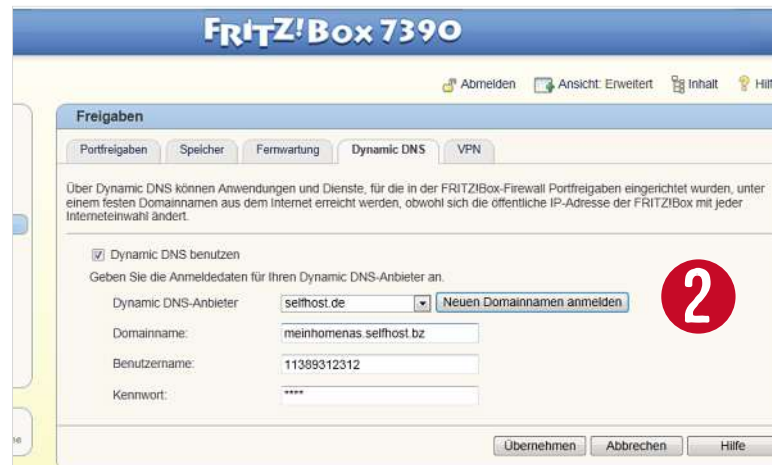 FRITZ!Box 7390
Abmelden Ansicht: Erweitert Inhalt
Freigaben
Portfreigaben Speicher Fernwartung Dynamic DNS VPN
Über Dynamic DNS können Anwendungen und Dienste, für die in der FRITZ!Box-Firewall Portfreigaben eingerichtet wurden, unter
einem festen Domainnamen aus dem Internet erreicht werden, obwohl sich die öffentliche IP-Adresse der FRITZ!Box mit jeder
Interneteinwahl ändert.
Dynamic DNS benutzen
Geben Sie die Anmeldedaten für Ihren Dynamic DNS-Anbieter an.
Dynamic DNS-Anbieter selfhost.de Neuen Domainnamen anmelden
2
Domainname: meinhomenas.selfhost.bz
Benutzername: 11389312312
Kennwort: ****
Übernehmen Abbrechen Hilfe